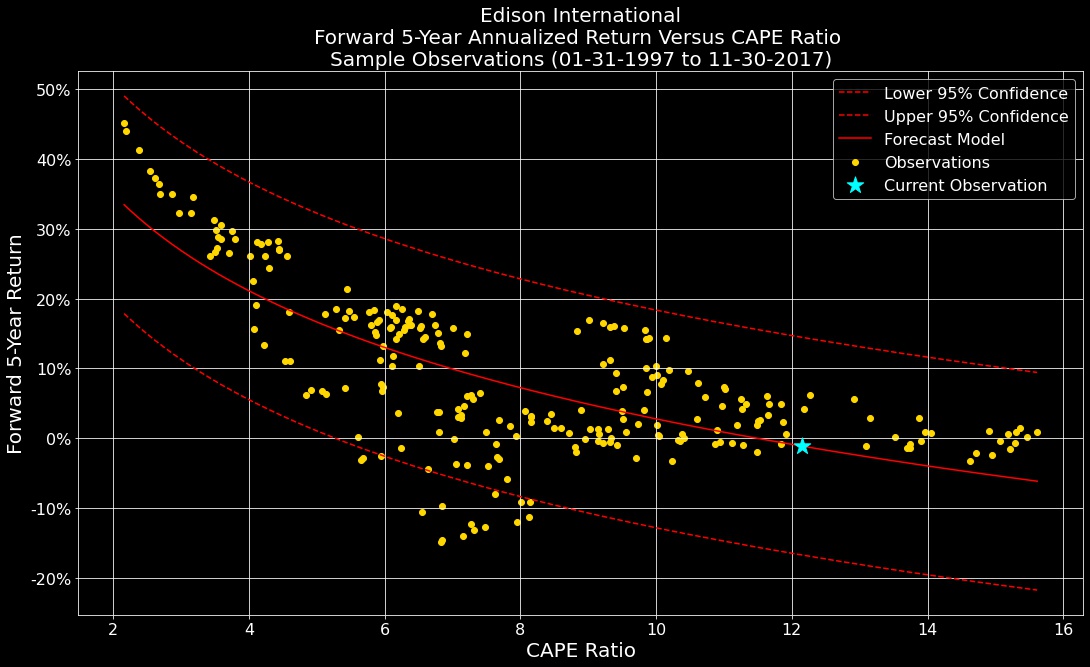 Edison International
Forward 5-Year Annualized Return Versus CAPE Ratio
Sample Observations (01-31-1997 to 11-30-2017)
Lower 95% Confidence
Upper 95% Confidence
Forecast Model
Observations
Current Observation
Forward 5-Year Return
50%
40%
30%
20%
10%
0%
-10%
-20%
2 4 6 8 10 12 14 16
CAPE Ratio